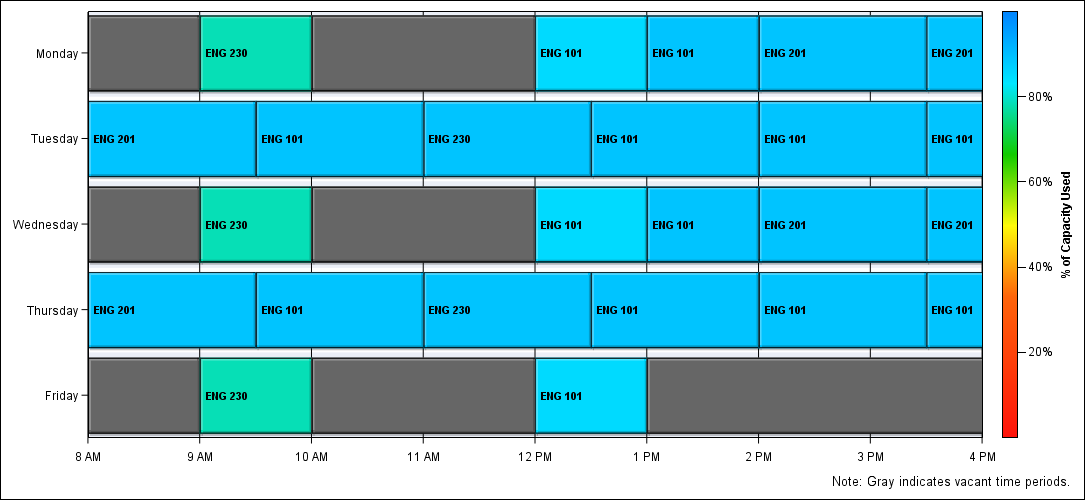 Monday
ENG 230
ENG 101
ENG 101
ENG 201
ENG 201
Tuesday
ENG 201
ENG 101
ENG 230
ENG 101
ENG 101
ENG 101
Wednesday
ENG 230
ENG 101
ENG 101
ENG 201
ENG 201
Thursday
ENG 201
ENG 101
ENG 230
ENG 101
ENG 101
ENG 101
Friday
ENG 230
ENG 101
8 AM
9 AM
10 AM
11 AM
12 PM
1 PM
2 PM
3 PM
4 PM
80%
60%
40%
20%
% of Capacity Used
Note: Gray indicates vacant time periods.